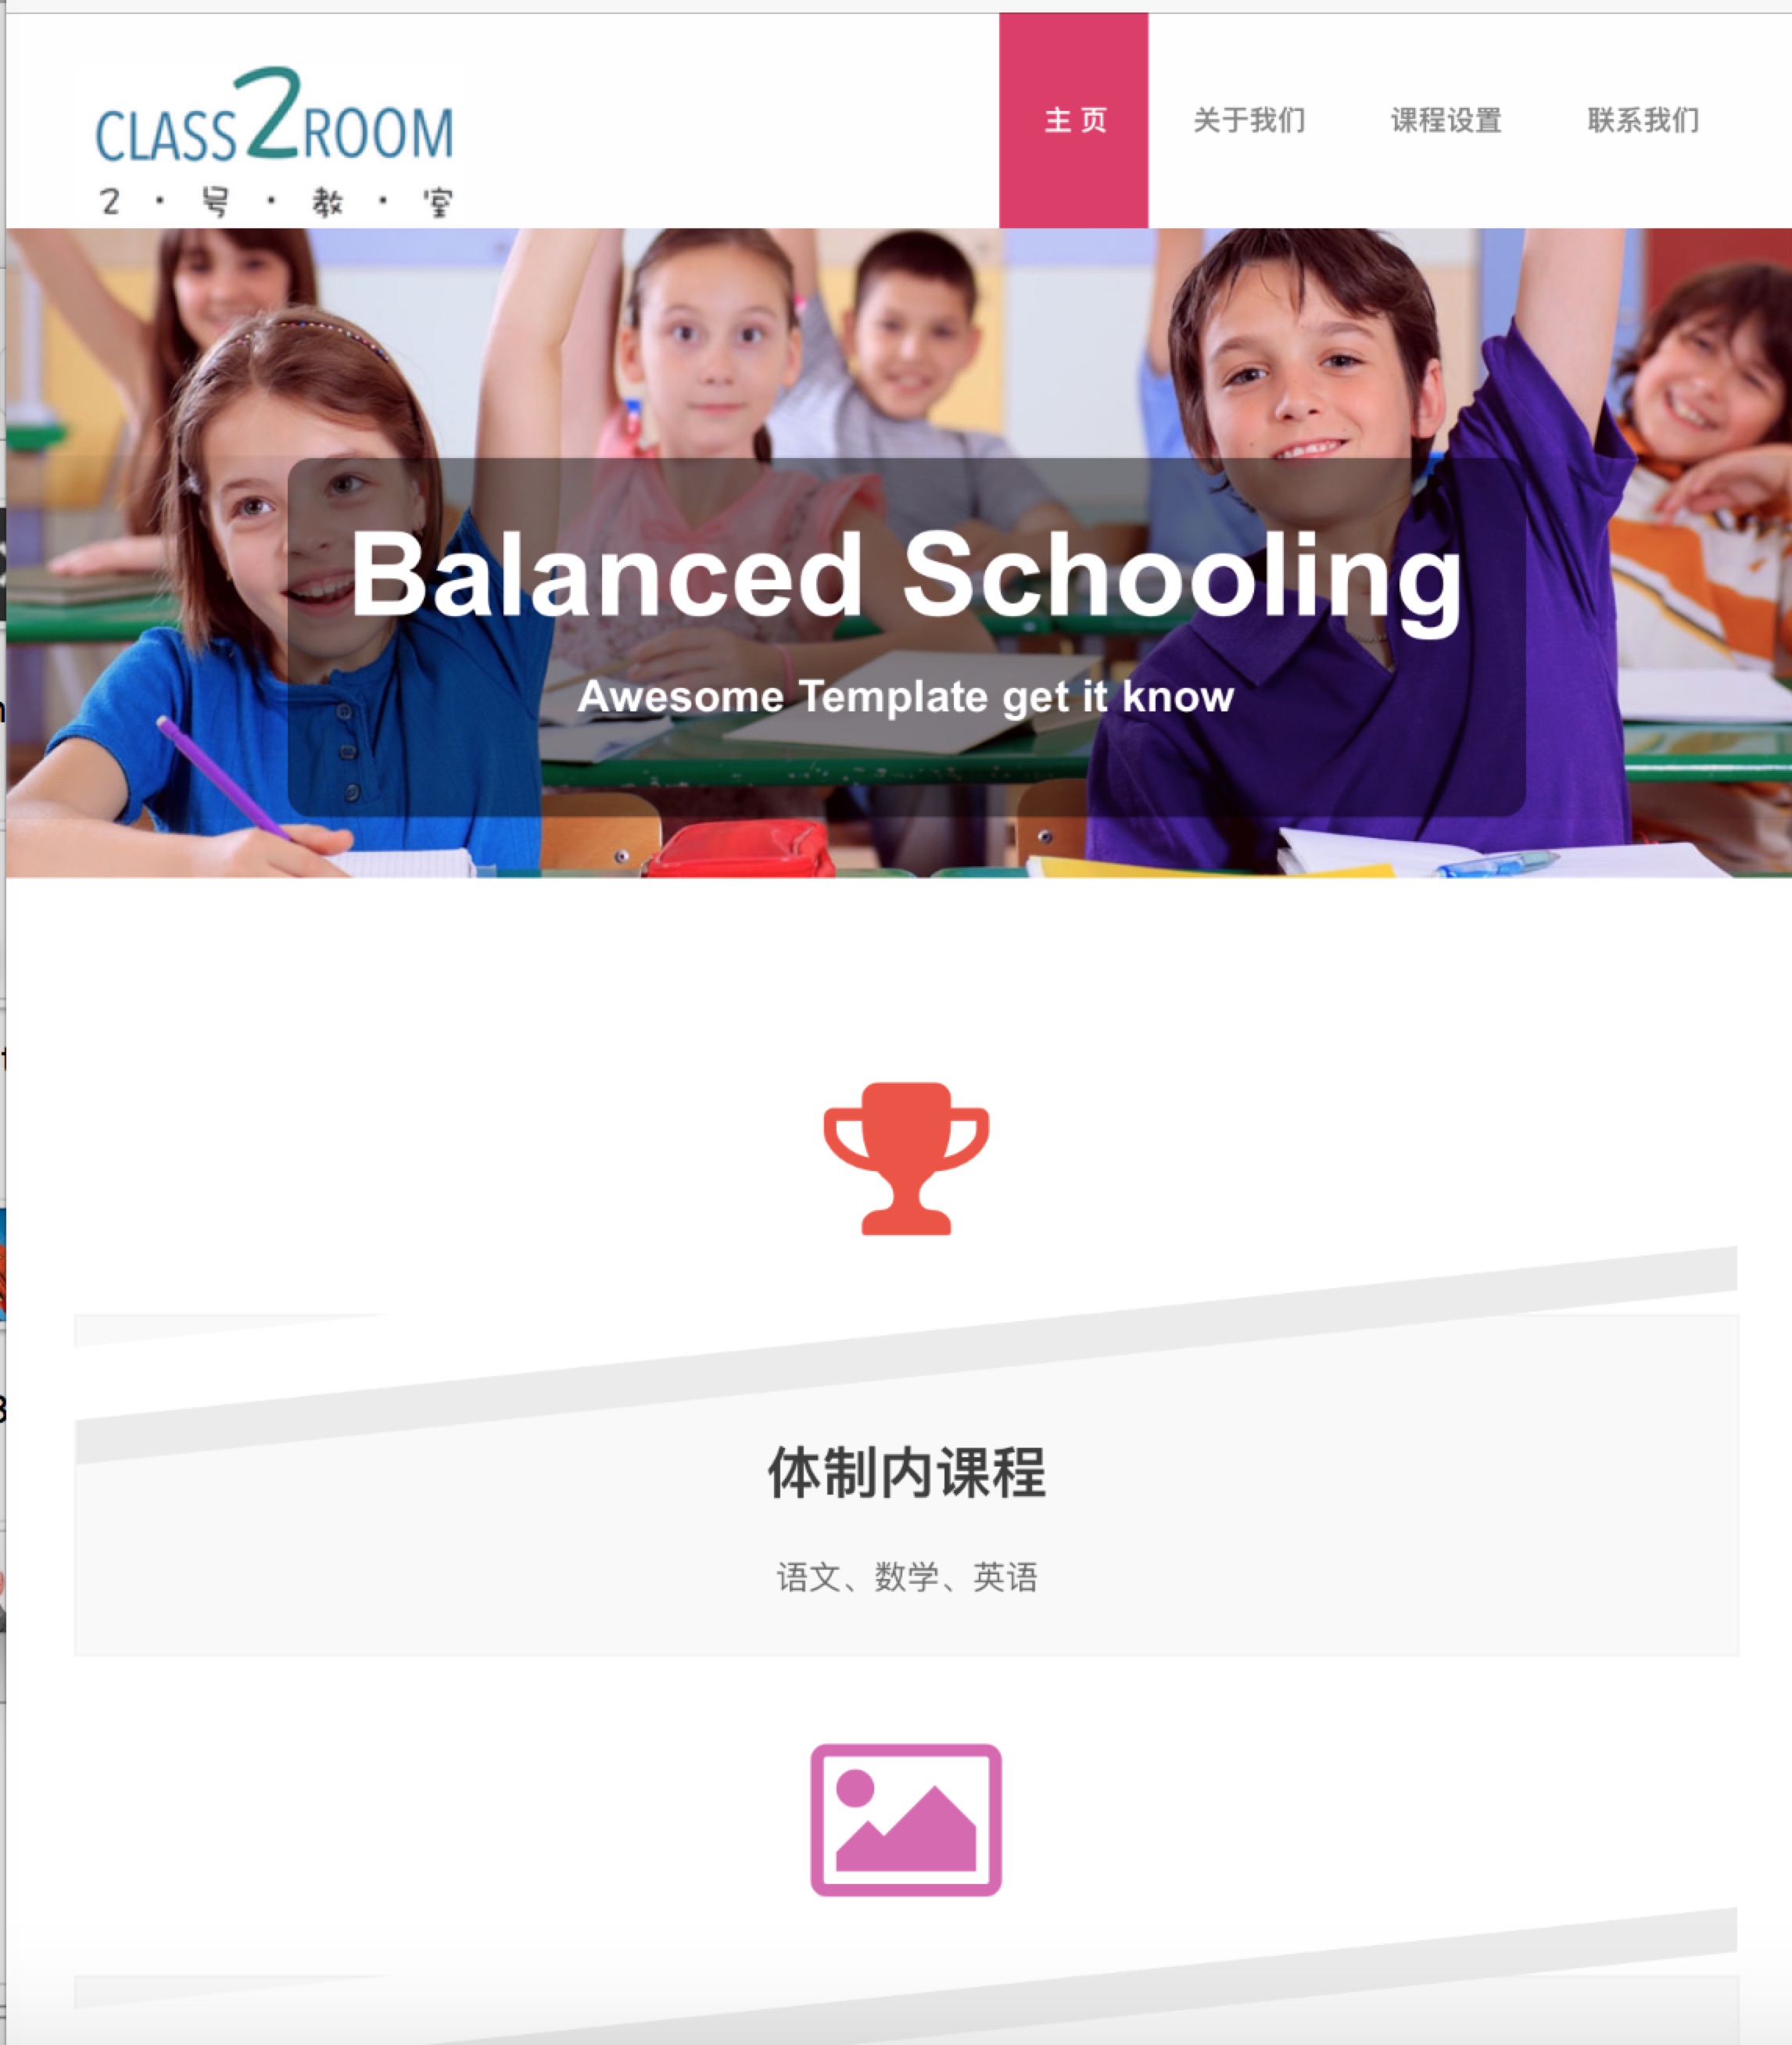 CLASS2ROOM
2・号・教・室
主 页 关于我们 课程设置 联系我们
Balanced Schooling
Awesome Template get it know
体制内课程
语文、数学、英语